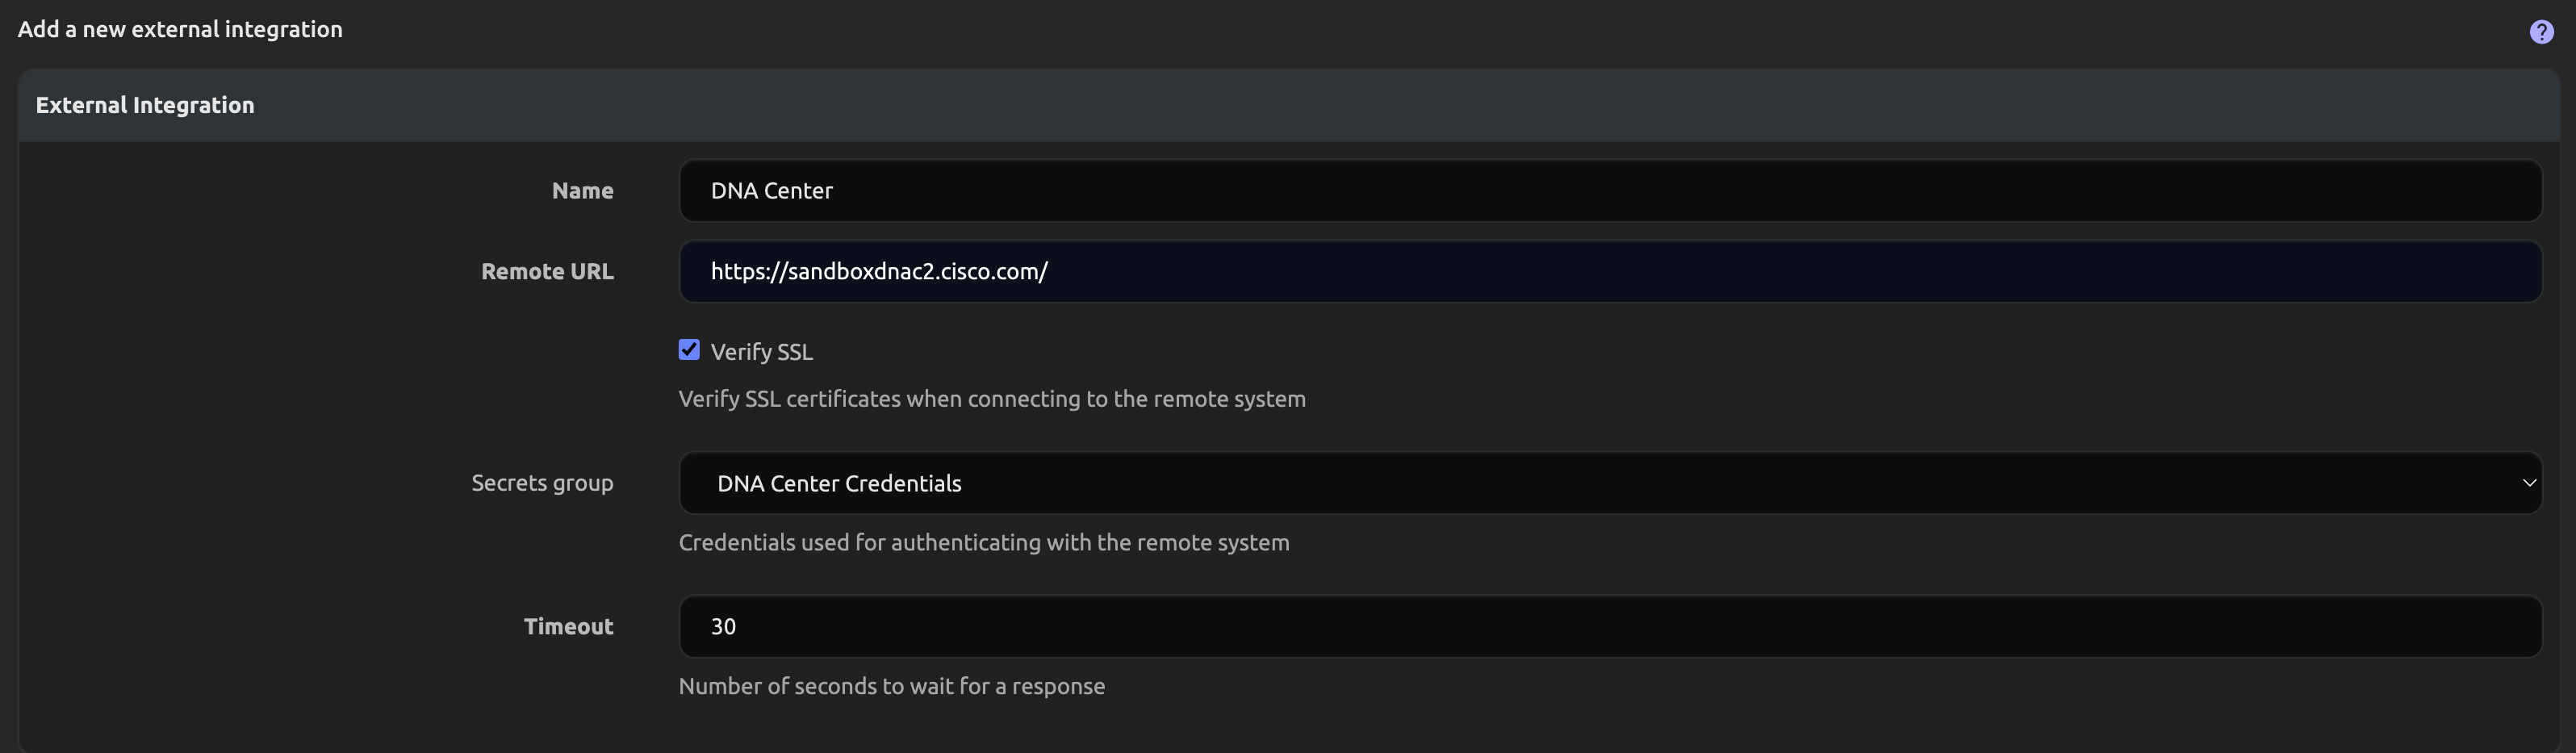 Add a new external integration
?
External Integration
Name
DNA Center
Remote URL
https://sandboxdnac2.cisco.com/
Verify SSL
Verify SSL certificates when connecting to the remote system
Secrets group
DNA Center Credentials
Credentials used for authenticating with the remote system
Timeout
30
Number of seconds to wait for a response